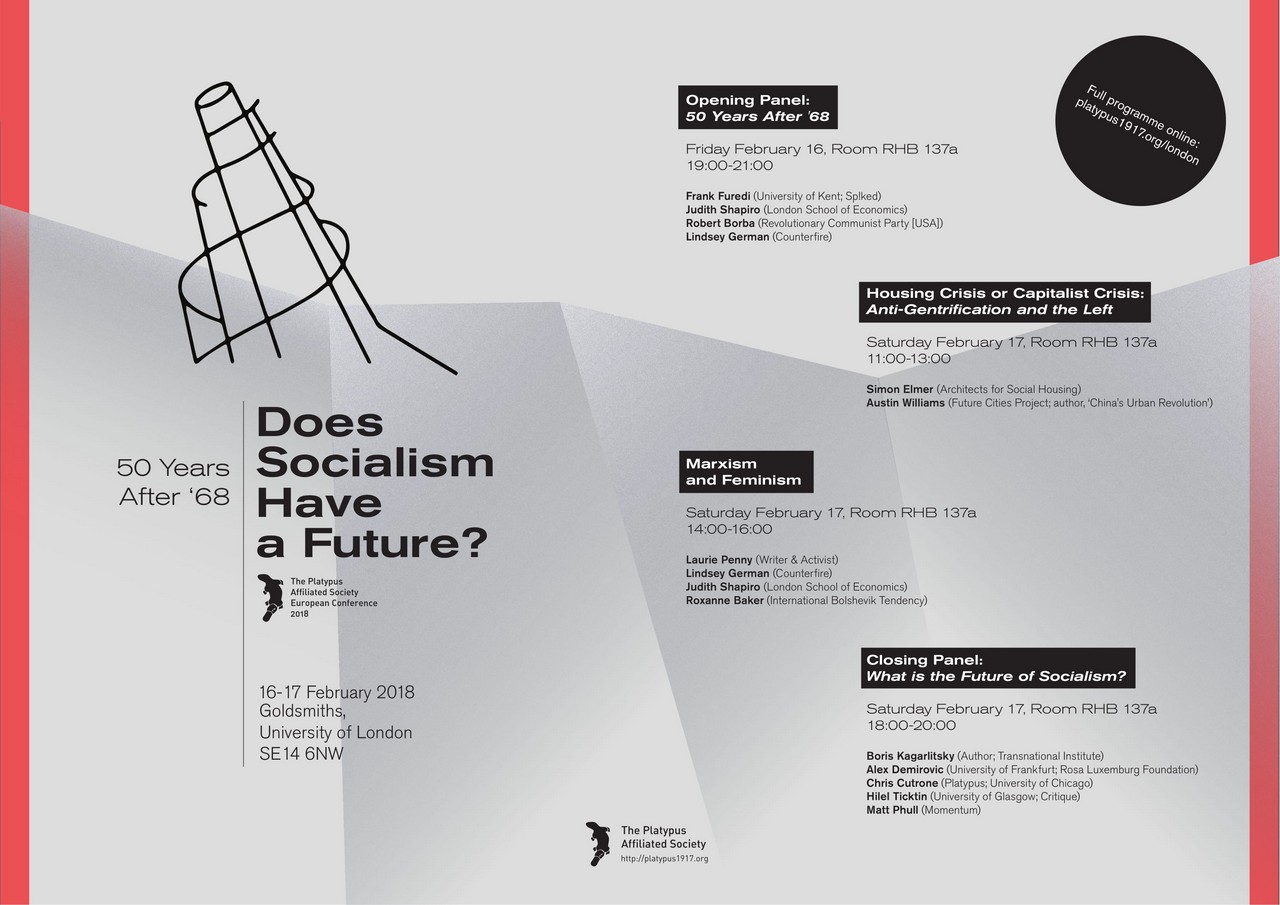 50 Years
After ‘68
Does
Socialism
Have
a Future?
The Platypus
Affiliated Society
European Conference
2018
16-17 February 2018
Goldsmiths,
University of London
SE14 6NW
Opening Panel:
50 Years After '68
Friday February 16, Room RHB 137a
19:00-21:00
Frank Furedi (University of Kent; Sp!ked)
Judith Shapiro (London School of Economics)
Robert Borba (Revolutionary Communist Party [USA])
Lindsey German (Counterfire)
Full programme online:
platypus1917.org/london
Housing Crisis or Capitalist Crisis:
Anti-Gentrification and the Left
Saturday February 17, Room RHB 137a
11:00-13:00
Simon Elmer (Architects for Social Housing)
Austin Williams (Future Cities Project; author, ‘China’s Urban Revolution’)
Marxism
and Feminism
Saturday February 17, Room RHB 137a
14:00-16:00
Laurie Penny (Writer & Activist)
Lindsey German (Counterfire)
Judith Shapiro (London School of Economics)
Roxanne Baker (International Bolshevik Tendency)
Closing Panel:
What is the Future of Socialism?
Saturday February 17, Room RHB 137a
18:00-20:00
Boris Kagarlitsky (Author; Transnational Institute)
Alex Demirovic (University of Frankfurt; Rosa Luxemburg Foundation)
Chris Cutrone (Platypus; University of Chicago)
Hilel Ticktin (University of Glasgow; Critique)
Matt Phull (Momentum)
The Platypus
Affiliated Society
http://platypus1917.org